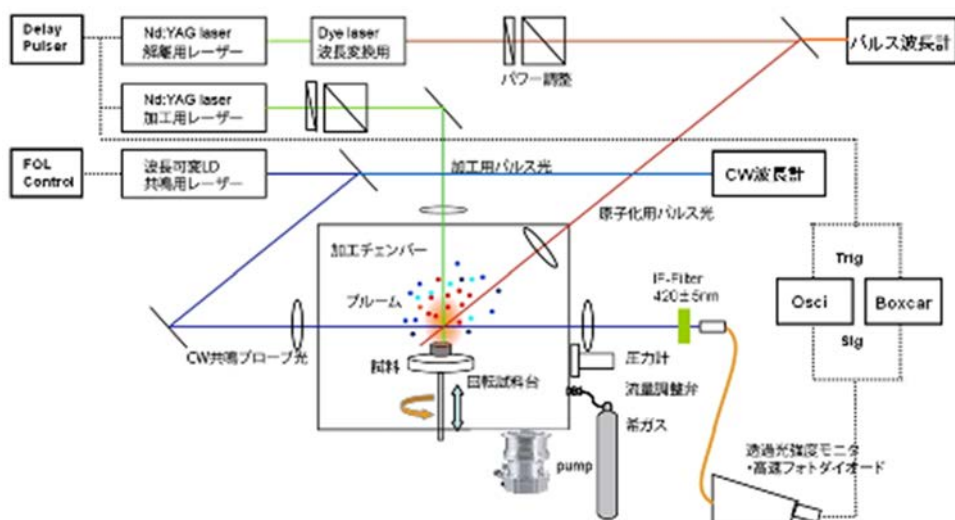 Delay
Pulser
Nd:YAG laser
解離用レーザー
Dye laser
波長変換用
パワー調整
パルス波長計
Nd:YAG laser
加工用レーザー
FOL
Control
波長可変LD
共鳴用レーザー
加工用パルス光
CW波長計
原子化用パルス光
加工チェンバー
プルーム
IF-Filter
420±5nm
Trig
Osci
Boxcar
Sig
CW共鳴プローブ光
試料
回転試料台
圧力計
流量調整弁
希ガス
pump
透過光強度モニタ
・高速フォトダイオード